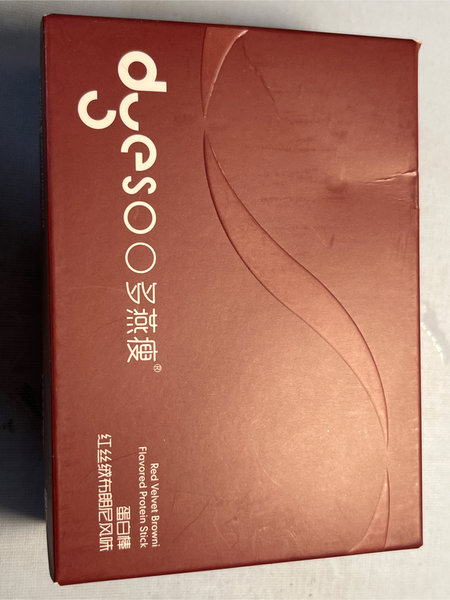 dyesoo 多燕瘦®
Red Velvet Browni
Flavored Protein Stick
蛋白棒
红丝绒布朗尼风味